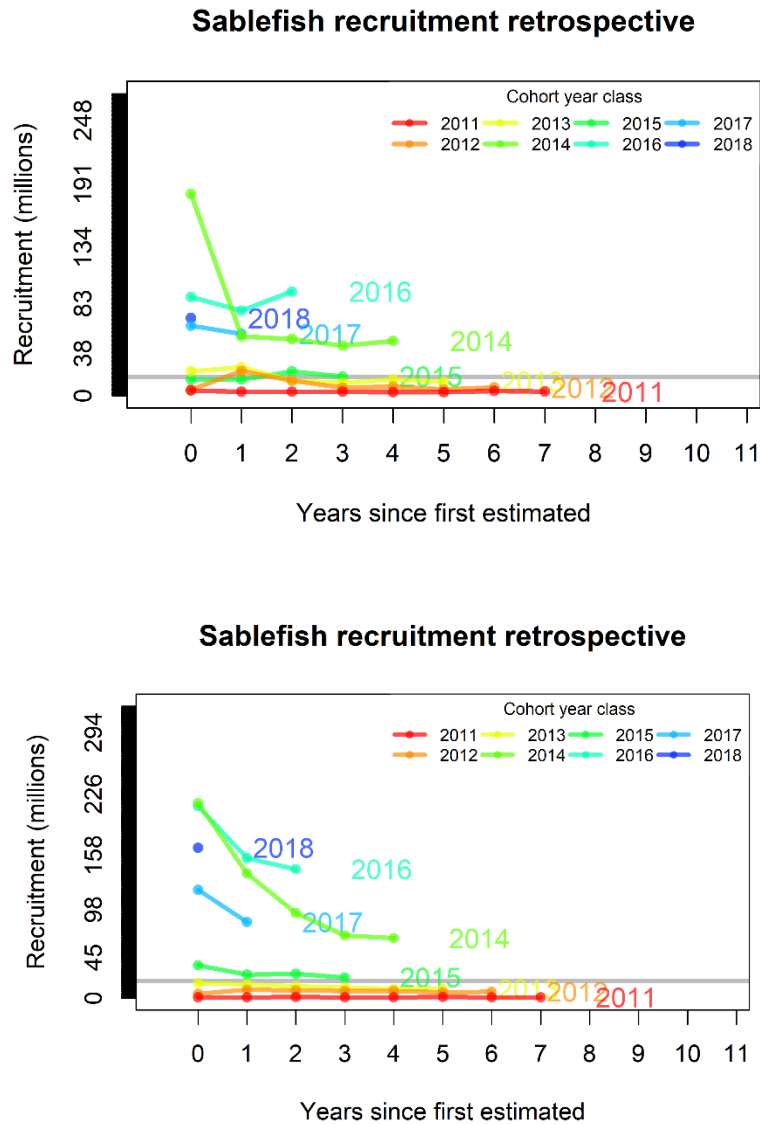 Sablefish recruitment retrospective
Recruitment (millions)
248
191
134
83
38
0
Cohort year class
2011 2013 2015 2017
2012 2014 2016 2018
2016
2018
2017
2014
2015
2013
2012
2011
0 1 2 3 4 5 6 7 8 9 10 11
Years since first estimated
Sablefish recruitment retrospective
Recruitment (millions)
294
226
158
98
45
0
Cohort year class
2011 2013 2015 2017
2012 2014 2016 2018
2018
2016
2017
2014
2015
2013
2012
2011
0 1 2 3 4 5 6 7 8 9 10 11
Years since first estimated